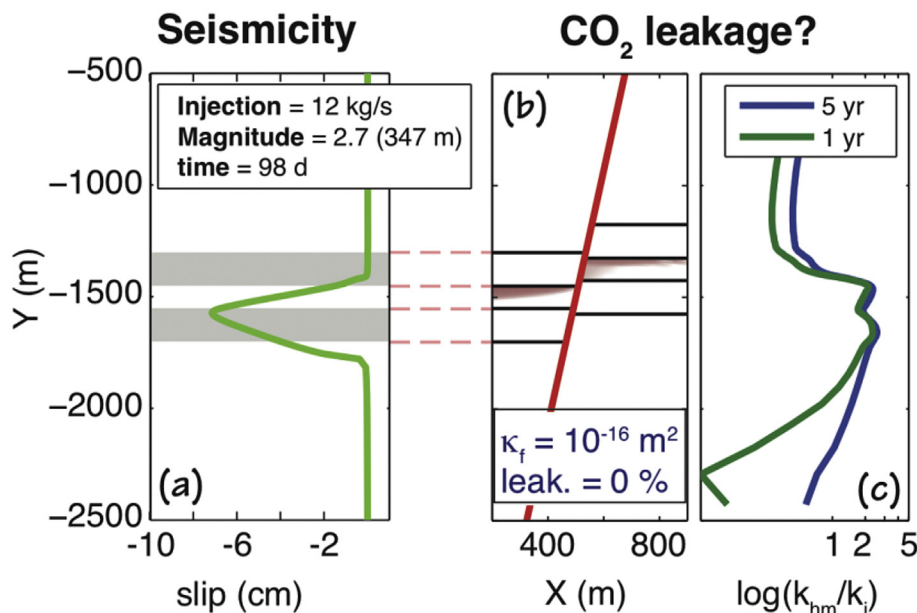 Seismicity
CO₂ leakage?
−500
−1000
−1500
−2000
−2500
Y (m)
Injection = 12 kg/s
Magnitude = 2.7 (347 m)
time = 98 d
(a)
-10
-6
-2
slip (cm)
(b)
κf = 10⁻¹⁶ m²
leak. = 0 %
400
800
X (m)
5 yr
1 yr
(c)
1 2 5
log(khm/ki)